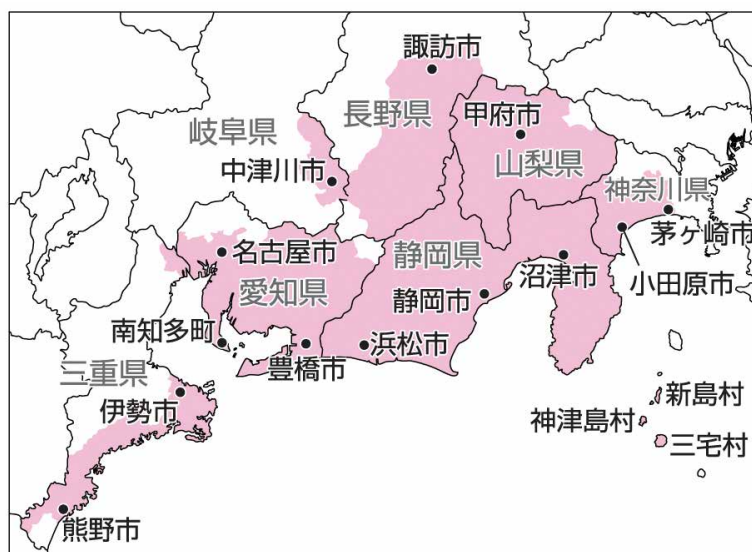 諏訪市
長野県
甲府市
岐阜県
中津川市
山梨県
神奈川県
茅ヶ崎市
名古屋市
静岡県
沼津市
小田原市
愛知県
静岡市
南知多町
豊橋市
浜松市
三重県
伊勢市
新島村
神津島村
三宅村
熊野市